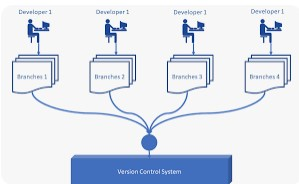 Developer 1 Developer 1 Developer 1 Developer 1
Branches 1 Branches 2 Branches 3 Branches 4
Version Control System